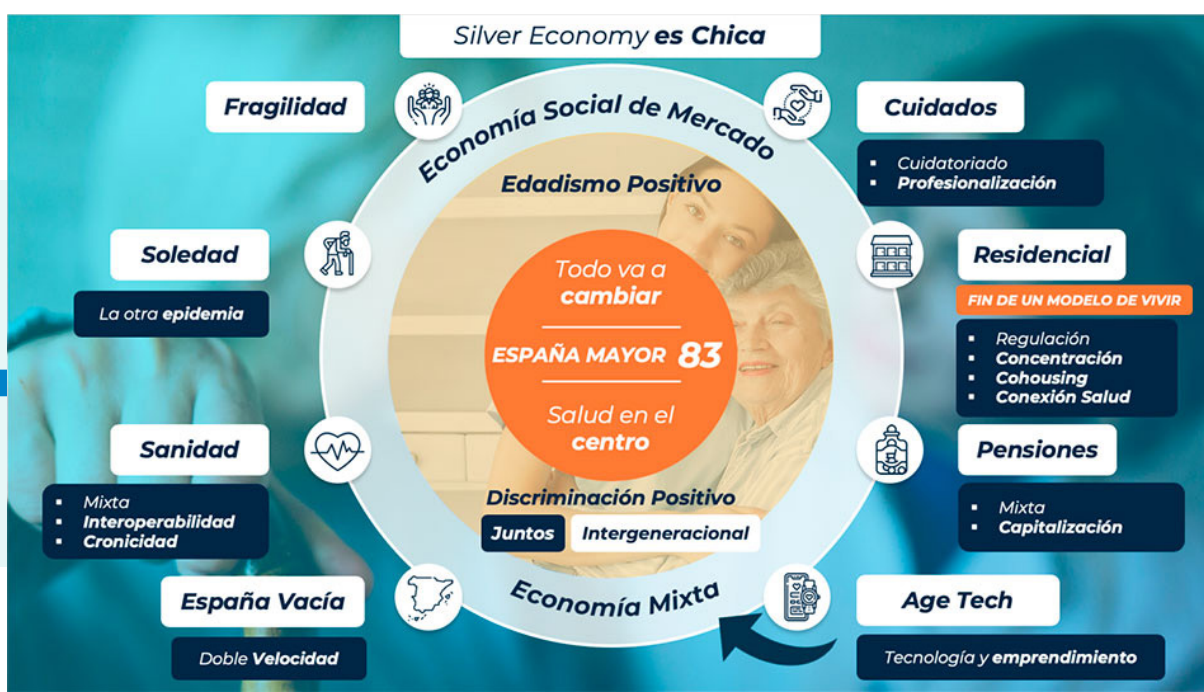 Silver Economy es Chica
Fragilidad
Soledad
La otra epidemia
Sanidad
▪ Mixta
▪ Interoperabilidad
▪ Cronicidad
España Vacía
Doble Velocidad
Economía Social de Mercado
Edadismo Positivo
Todo va a
cambiar
ESPAÑA MAYOR 83
Salud en el
centro
Discriminación Positivo
Juntos Intergeneracional
Economía Mixta
Cuidados
▪ Cuidatoriado
▪ Profesionalización
Residencial
FIN DE UN MODELO DE VIVIR
▪ Regulación
▪ Concentración
▪ Cohousing
▪ Conexión Salud
Pensiones
▪ Mixta
▪ Capitalización
Age Tech
Tecnología y emprendimiento